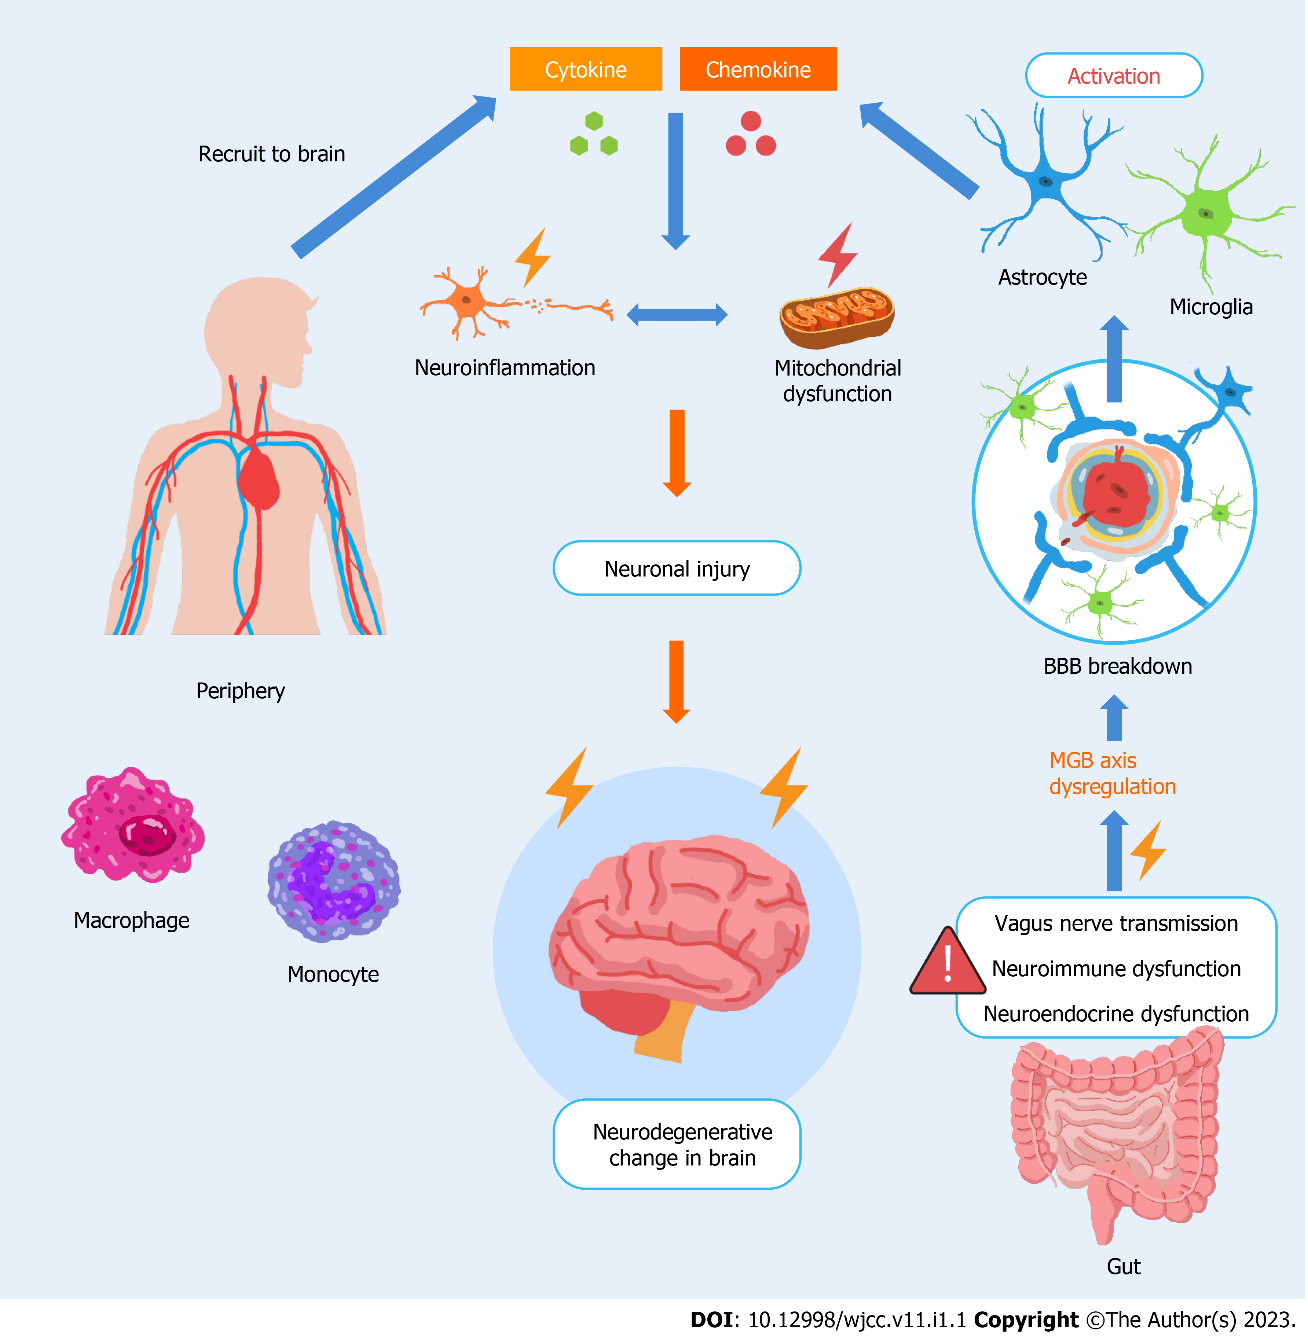 Cytokine
Chemokine
Activation
Recruit to brain
Astrocyte
Microglia
Neuroinflammation
Mitochondrial
dysfunction
Neuronal injury
BBB breakdown
Periphery
MGB axis
dysregulation
Macrophage
Monocyte
Vagus nerve transmission
Neuroimmune dysfunction
Neuroendocrine dysfunction
!
Neurodegenerative
change in brain
Gut
DOI: 10.12998/wjcc.v11.i1.1 Copyright ©The Author(s) 2023.